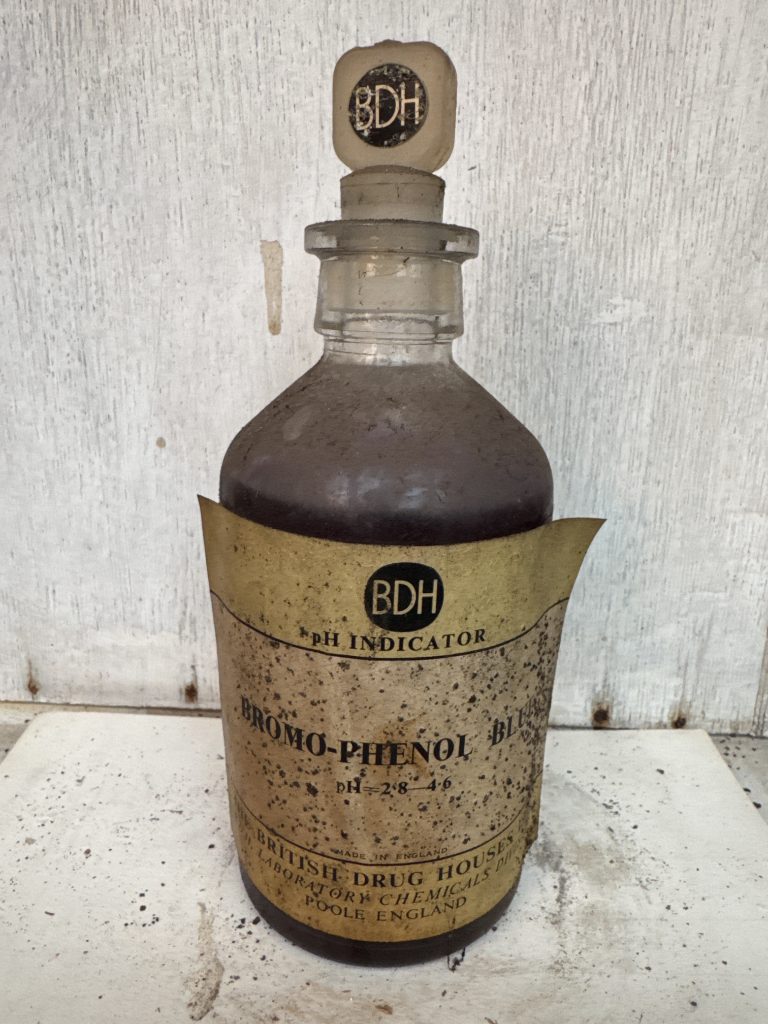 BDH
BDH
pH INDICATOR
BROMO-PHENOL BLUE
pH=2·8—4·6
MADE IN ENGLAND
BRITISH DRUG HOUSES
LABORATORY CHEMICALS
POOLE ENGLAND